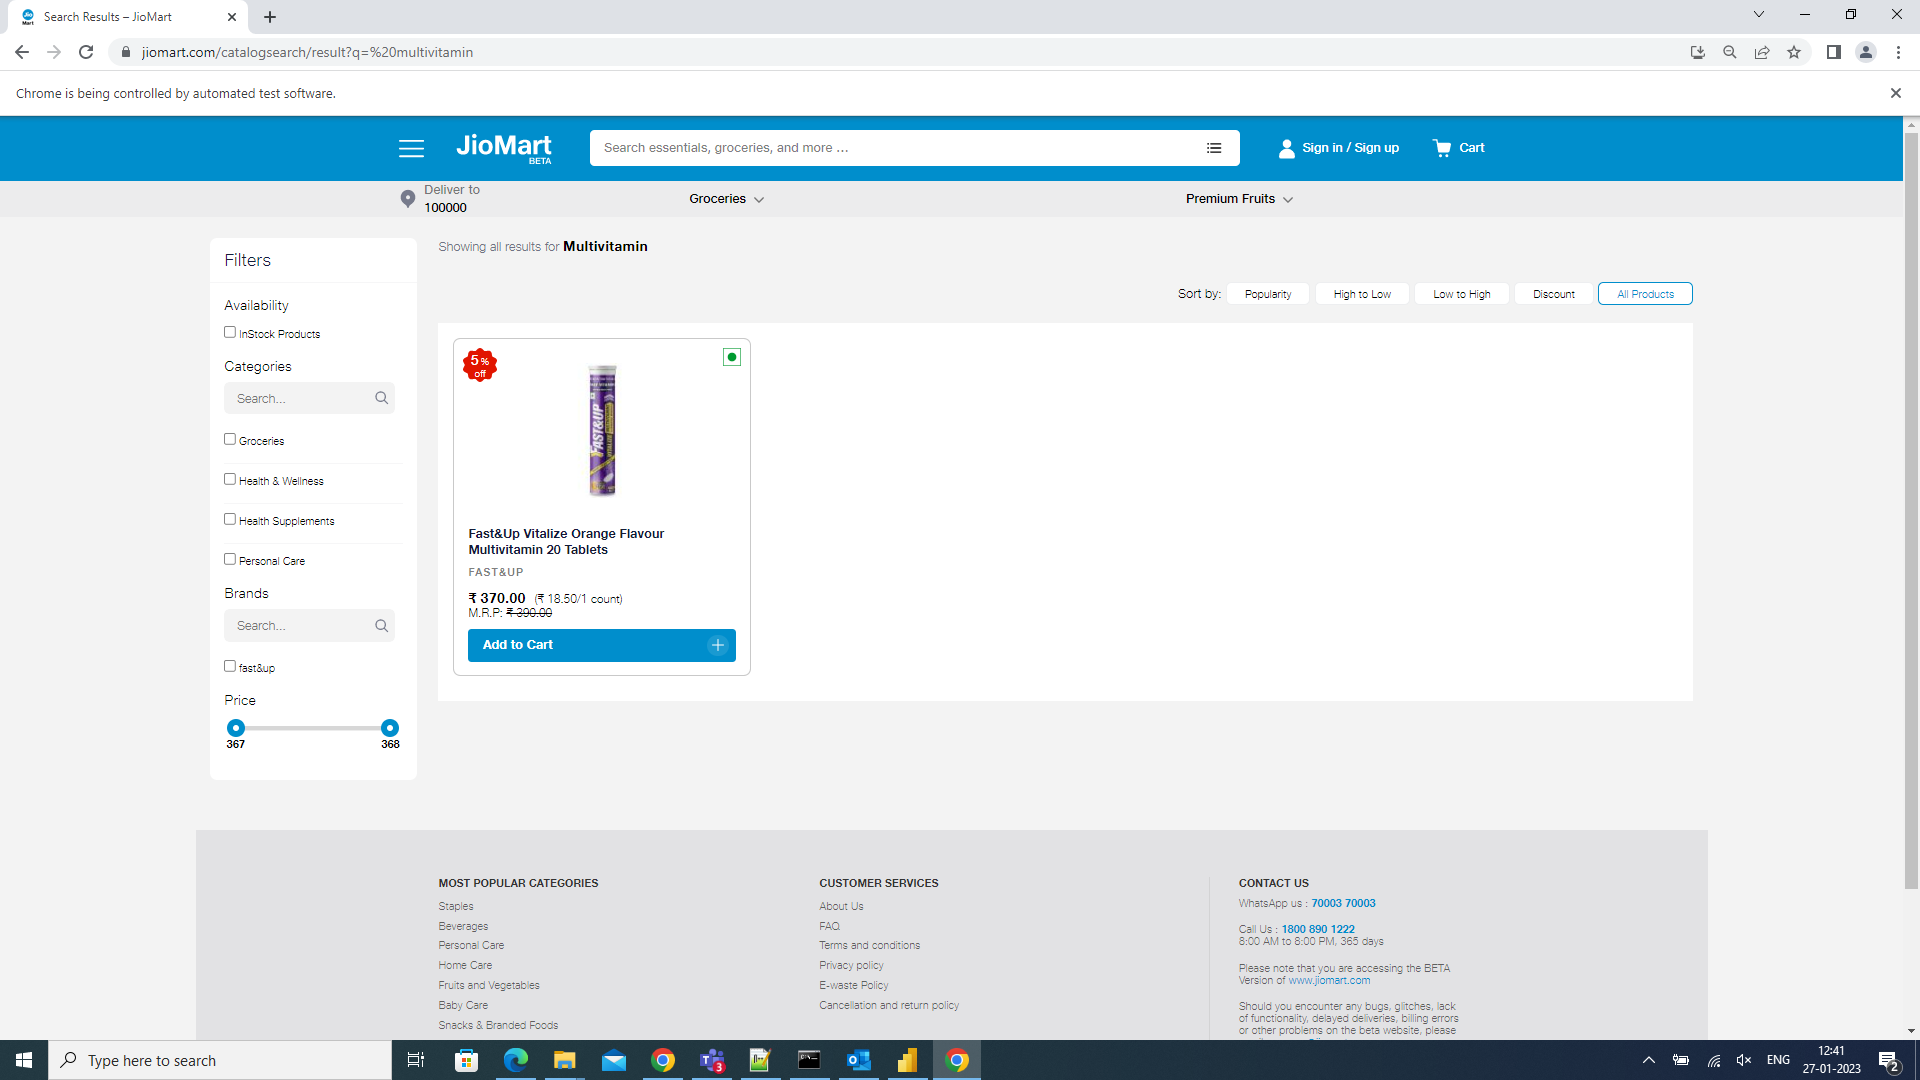 Search Results – JioMart
jiomart.com/catalogsearch/result?q=%20multivitamin
Chrome is being controlled by automated test software.
JioMart
BETA
Search essentials, groceries, and more ...
Sign in / Sign up
Cart
Deliver to
100000
Groceries
Premium Fruits
Filters
Showing all results for Multivitamin
Sort by:
Popularity
High to Low
Low to High
Discount
All Products
Availability
InStock Products
Categories
Search...
Groceries
Health & Wellness
Health Supplements
Personal Care
Brands
Search...
fast&up
Price
367
368
5%
off
FAST&UP
Fast&Up Vitalize Orange Flavour
Multivitamin 20 Tablets
FAST&UP
₹ 370.00 (₹ 18.50/1 count)
M.R.P: ₹ 390.00
Add to Cart
MOST POPULAR CATEGORIES
Staples
Beverages
Personal Care
Home Care
Fruits and Vegetables
Baby Care
Snacks & Branded Foods
CUSTOMER SERVICES
About Us
FAQ
Terms and conditions
Privacy policy
E-waste Policy
Cancellation and return policy
CONTACT US
WhatsApp us : 70003 70003
Call Us : 1800 890 1222
8:00 AM to 8:00 PM, 365 days
Please note that you are accessing the BETA
Version of www.jiomart.com
Should you encounter any bugs, glitches, lack
of functionality, delayed deliveries, billing errors
or other problems on the beta website, please
Type here to search
3
ENG
12:41
27-01-2023
2